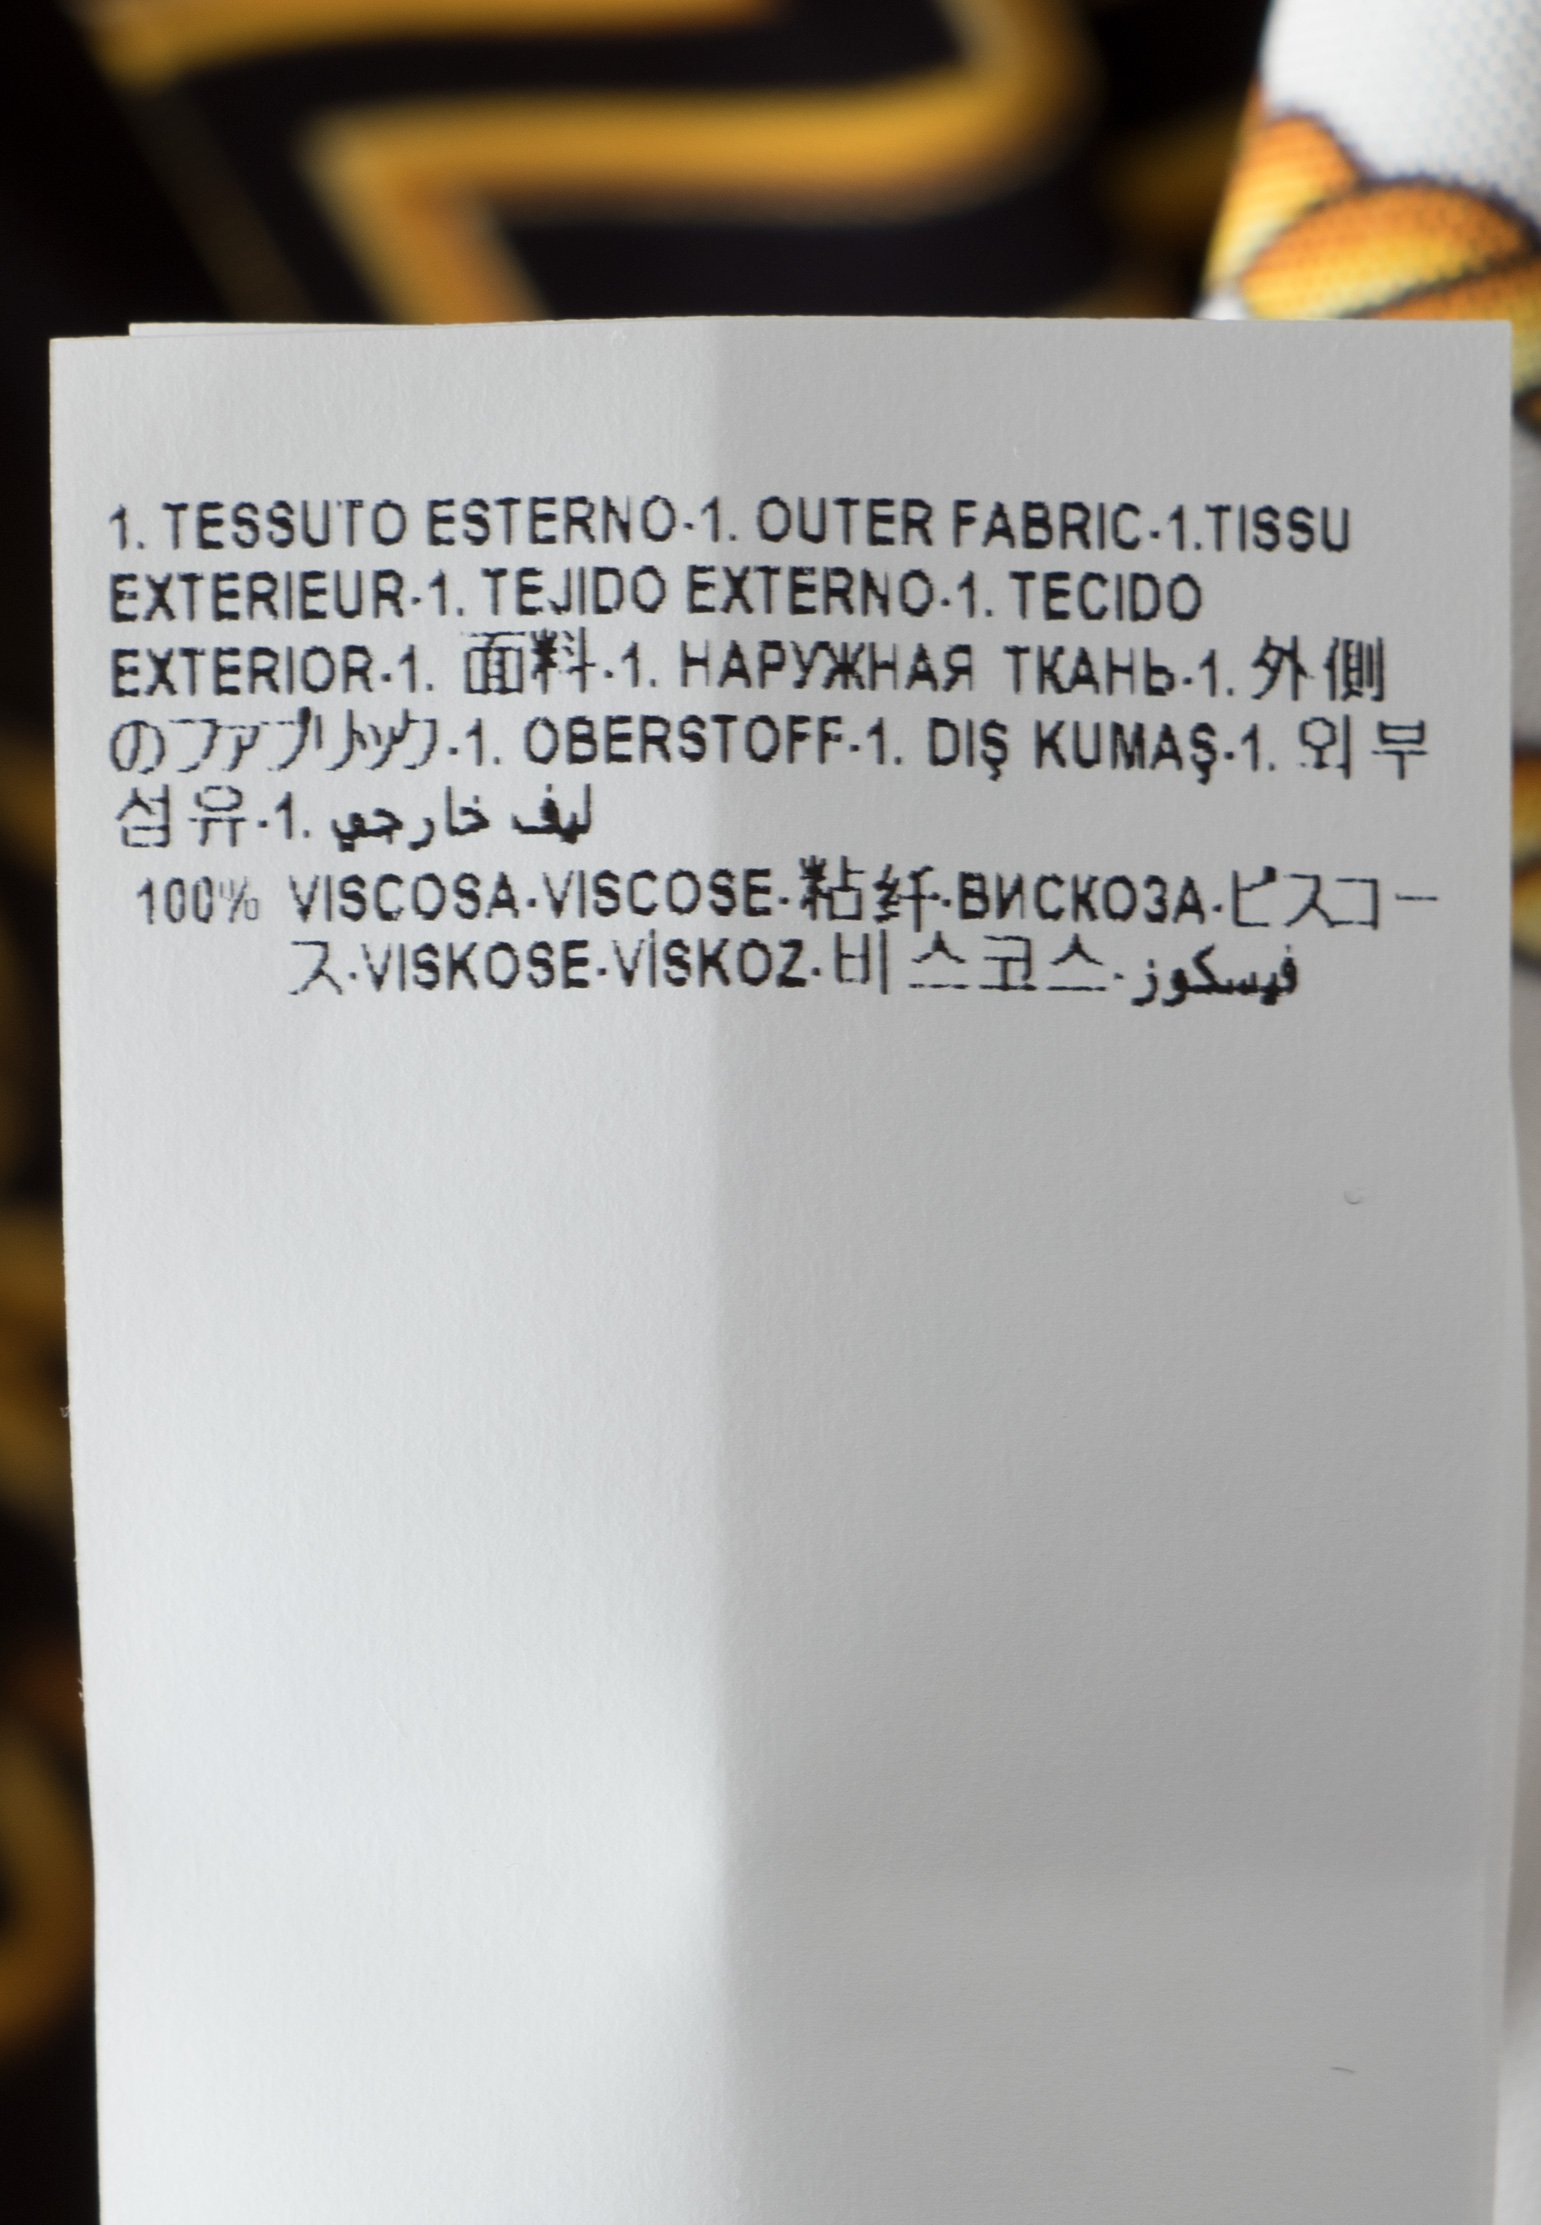 1. TESSUTO ESTERNO·1. OUTER FABRIC·1.TISSU
EXTERIEUR·1. TEJIDO EXTERNO·1. TECIDO
EXTERIOR·1. 面料·1. НАРУЖНАЯ ТКАНЬ·1. 外側
のファブリック·1. OBERSTOFF·1. DIŞ KUMAŞ·1. 외부
섬유·1. ليف خارجي
100% VISCOSA·VISCOSE·粘纤·ВИСКОЗА·ビスコー
ス·VISKOSE·VİSKOZ·비스코스·فيسكوز